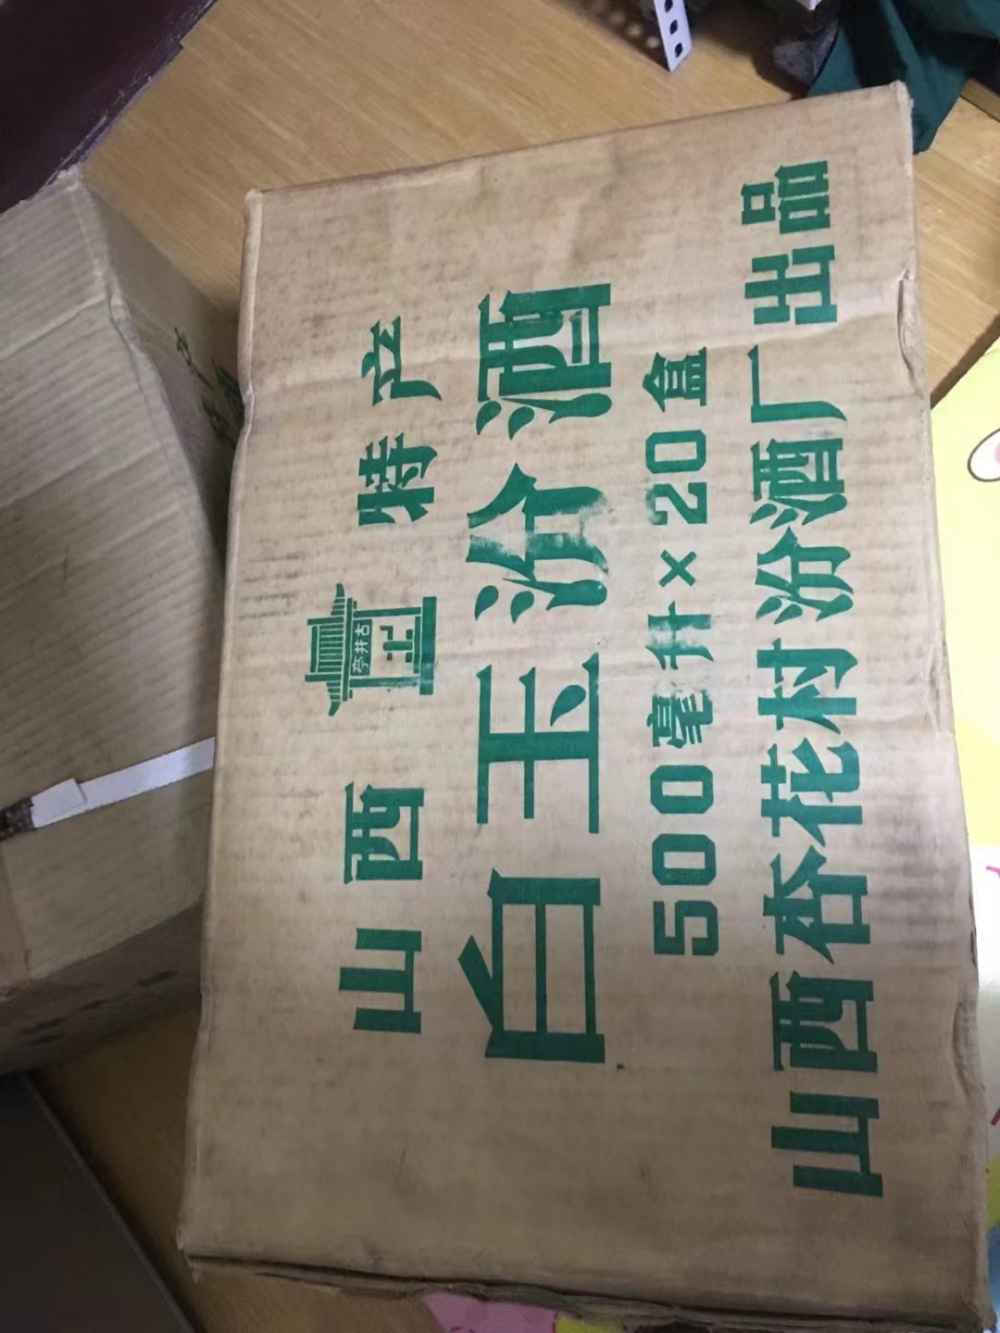 山西 特产
古井亭
白玉汾酒
500毫升×20盒
山西杏花村汾酒厂出品